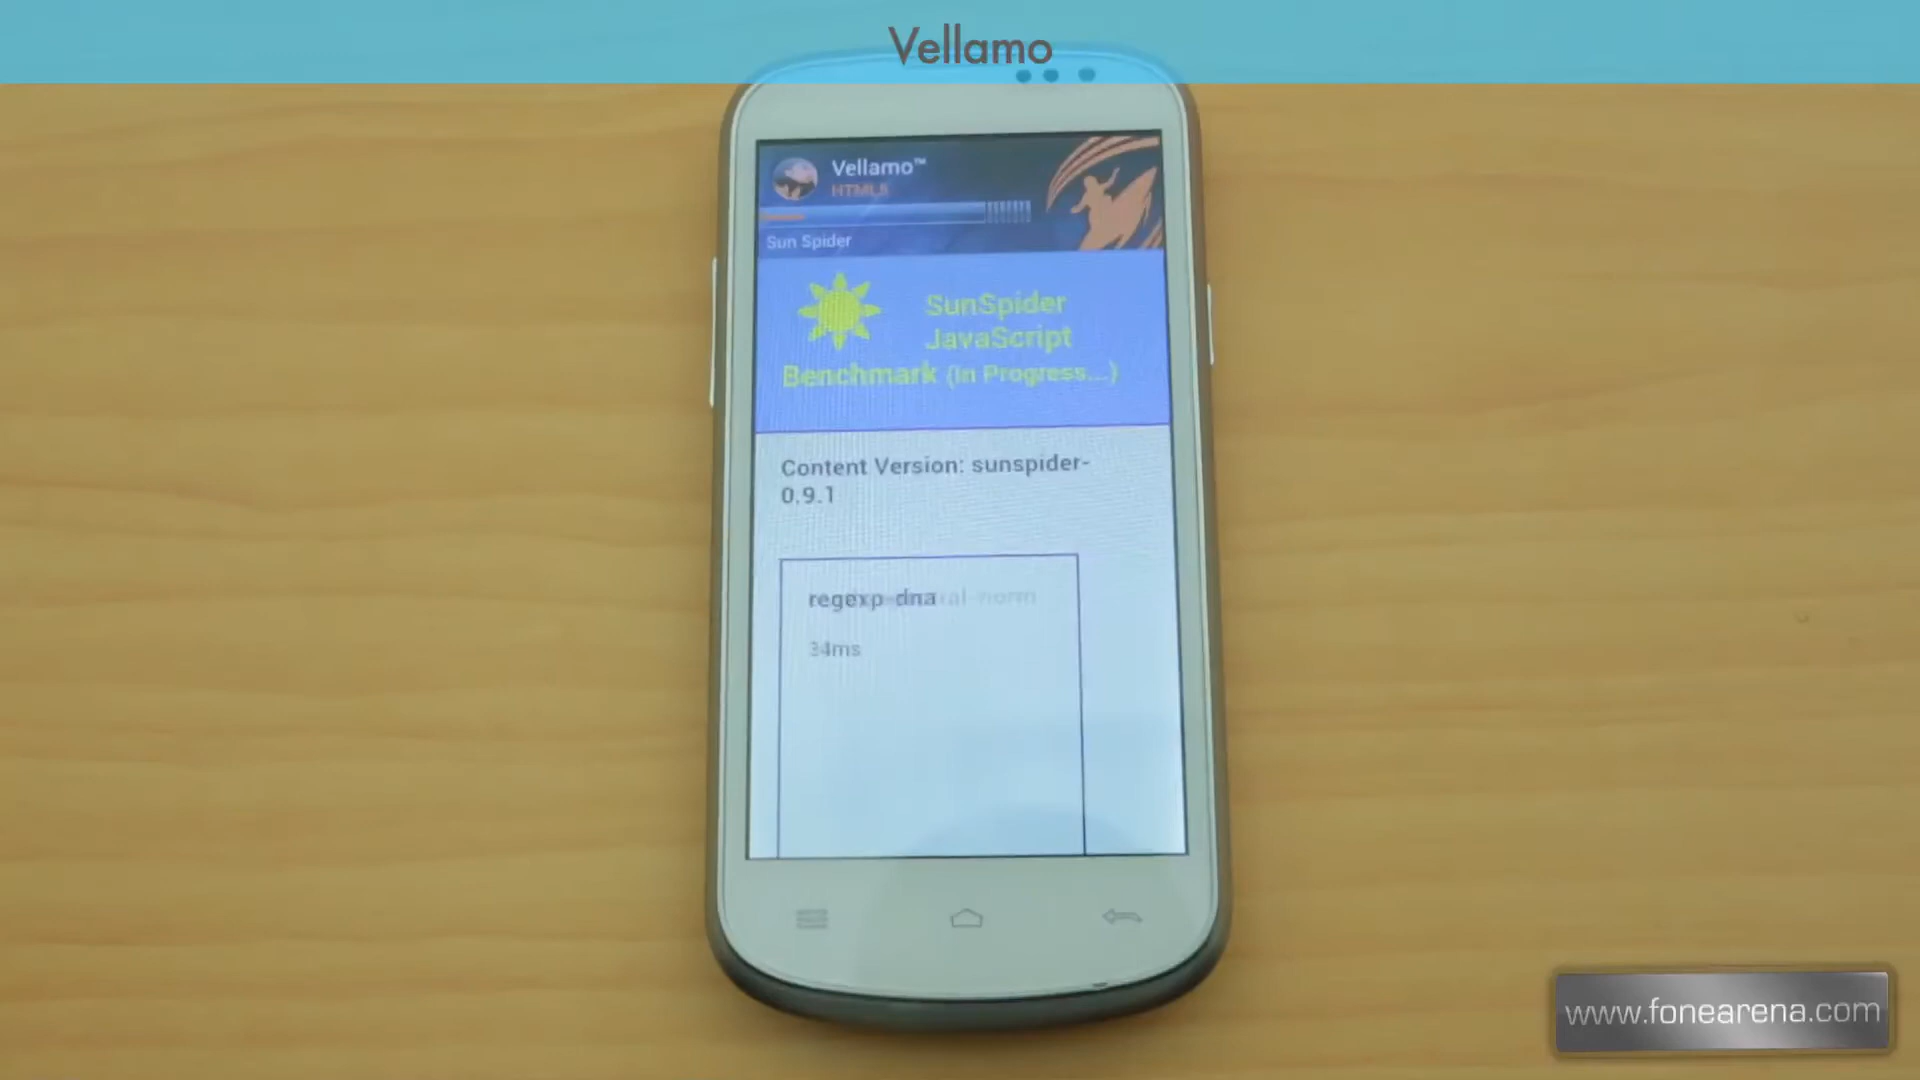 Vellamo
Vellamo™
HTML5
Sun Spider
SunSpider
JavaScript
Benchmark (In Progress...)
Content Version: sunspider-
0.9.1
regexp-dna
34ms
www.fonearena.com